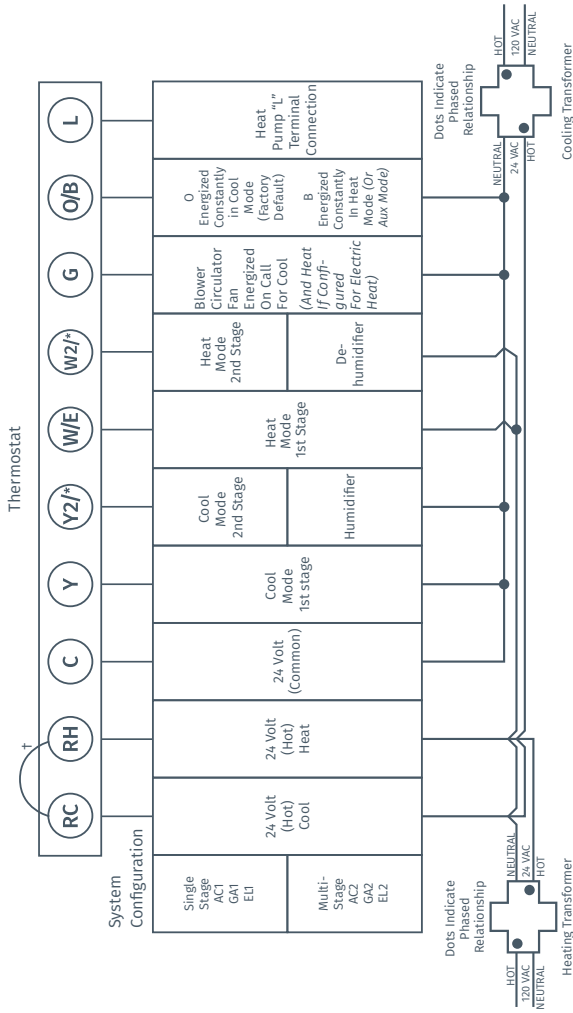 Thermostat
RC
RH
†
C
Y
Y2/*
W/E
W2/*
G
O/B
L
System
Configuration
Single
Stage
AC1
GA1
EL1
Multi-
Stage
AC2
GA2
EL2
24 Volt
(Hot)
Cool
24 Volt
(Hot)
Heat
24 Volt
(Common)
Cool
Mode
1st stage
Cool
Mode
2nd Stage
Humidifier
Heat
Mode
1st Stage
Heat
Mode
2nd Stage
De-
humidifier
Blower
Circulator
Fan
Energized
On Call
For Cool
(And Heat
If Confi-
gured
For Electric
Heat)
O
Energized
Constantly
in Cool
Mode
(Factory
Default)
B
Energized
Constantly
In Heat
Mode (Or
Aux Mode)
Heat
Pump “L”
Terminal
Connection
Dots Indicate
Phased
Relationship
HOT
120 VAC
NEUTRAL
NEUTRAL
24 VAC
HOT
Heating Transformer
Dots Indicate
Phased
Relationship
NEUTRAL
24 VAC
HOT
HOT
120 VAC
NEUTRAL
Cooling Transformer